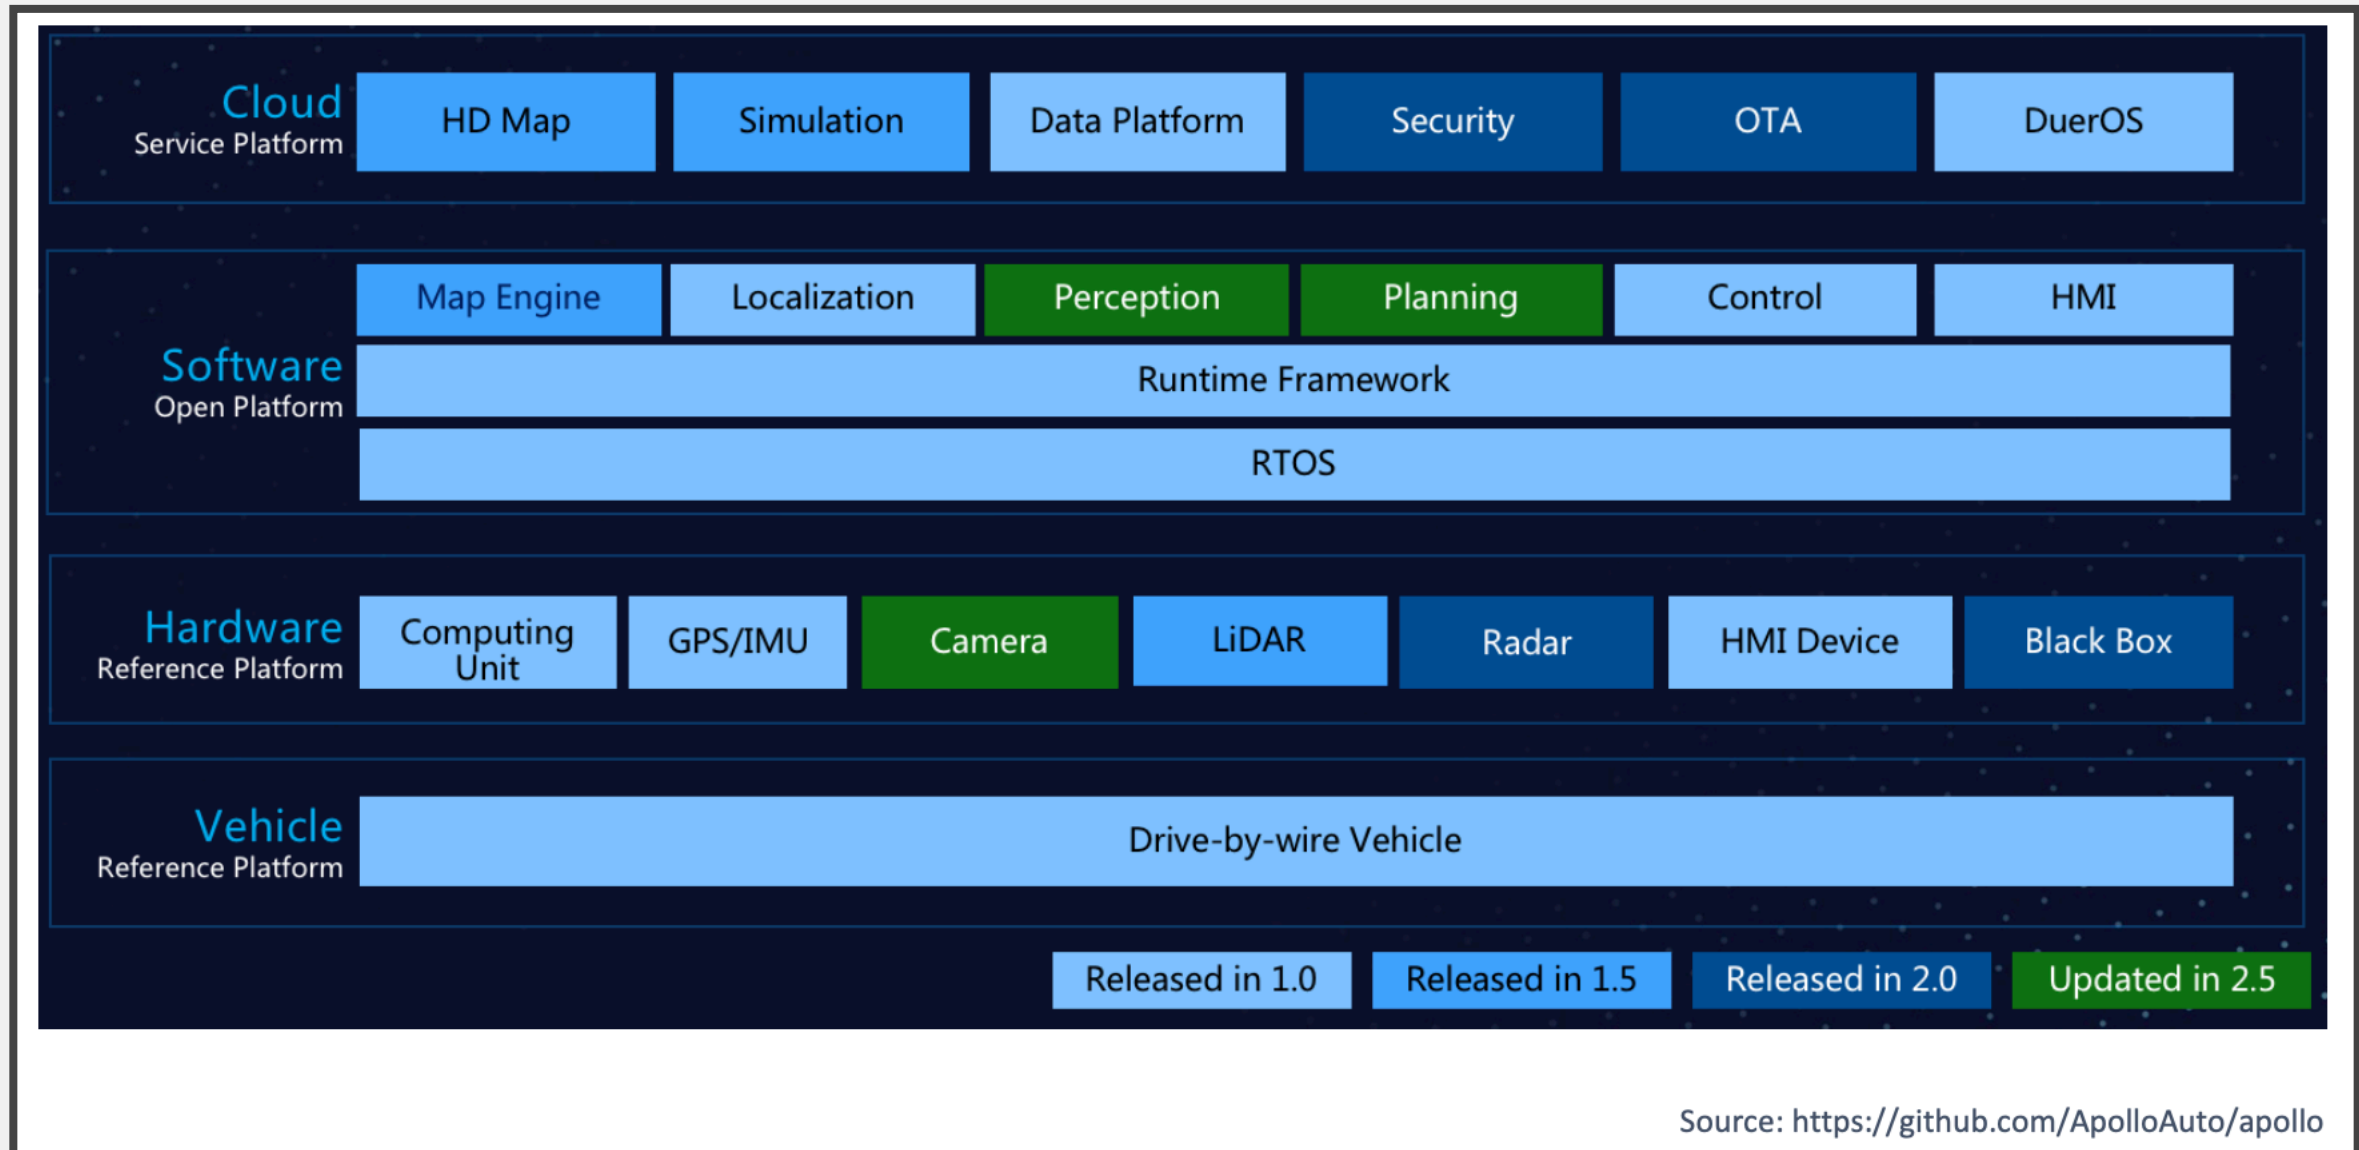 Cloud
Service Platform
HD Map
Simulation
Data Platform
Security
OTA
DuerOS
Software
Open Platform
Map Engine
Localization
Perception
Planning
Control
HMI
Runtime Framework
RTOS
Hardware
Reference Platform
Computing
Unit
GPS/IMU
Camera
LiDAR
Radar
HMI Device
Black Box
Vehicle
Reference Platform
Drive-by-wire Vehicle
Released in 1.0
Released in 1.5
Released in 2.0
Updated in 2.5
Source: https://github.com/ApolloAuto/apollo